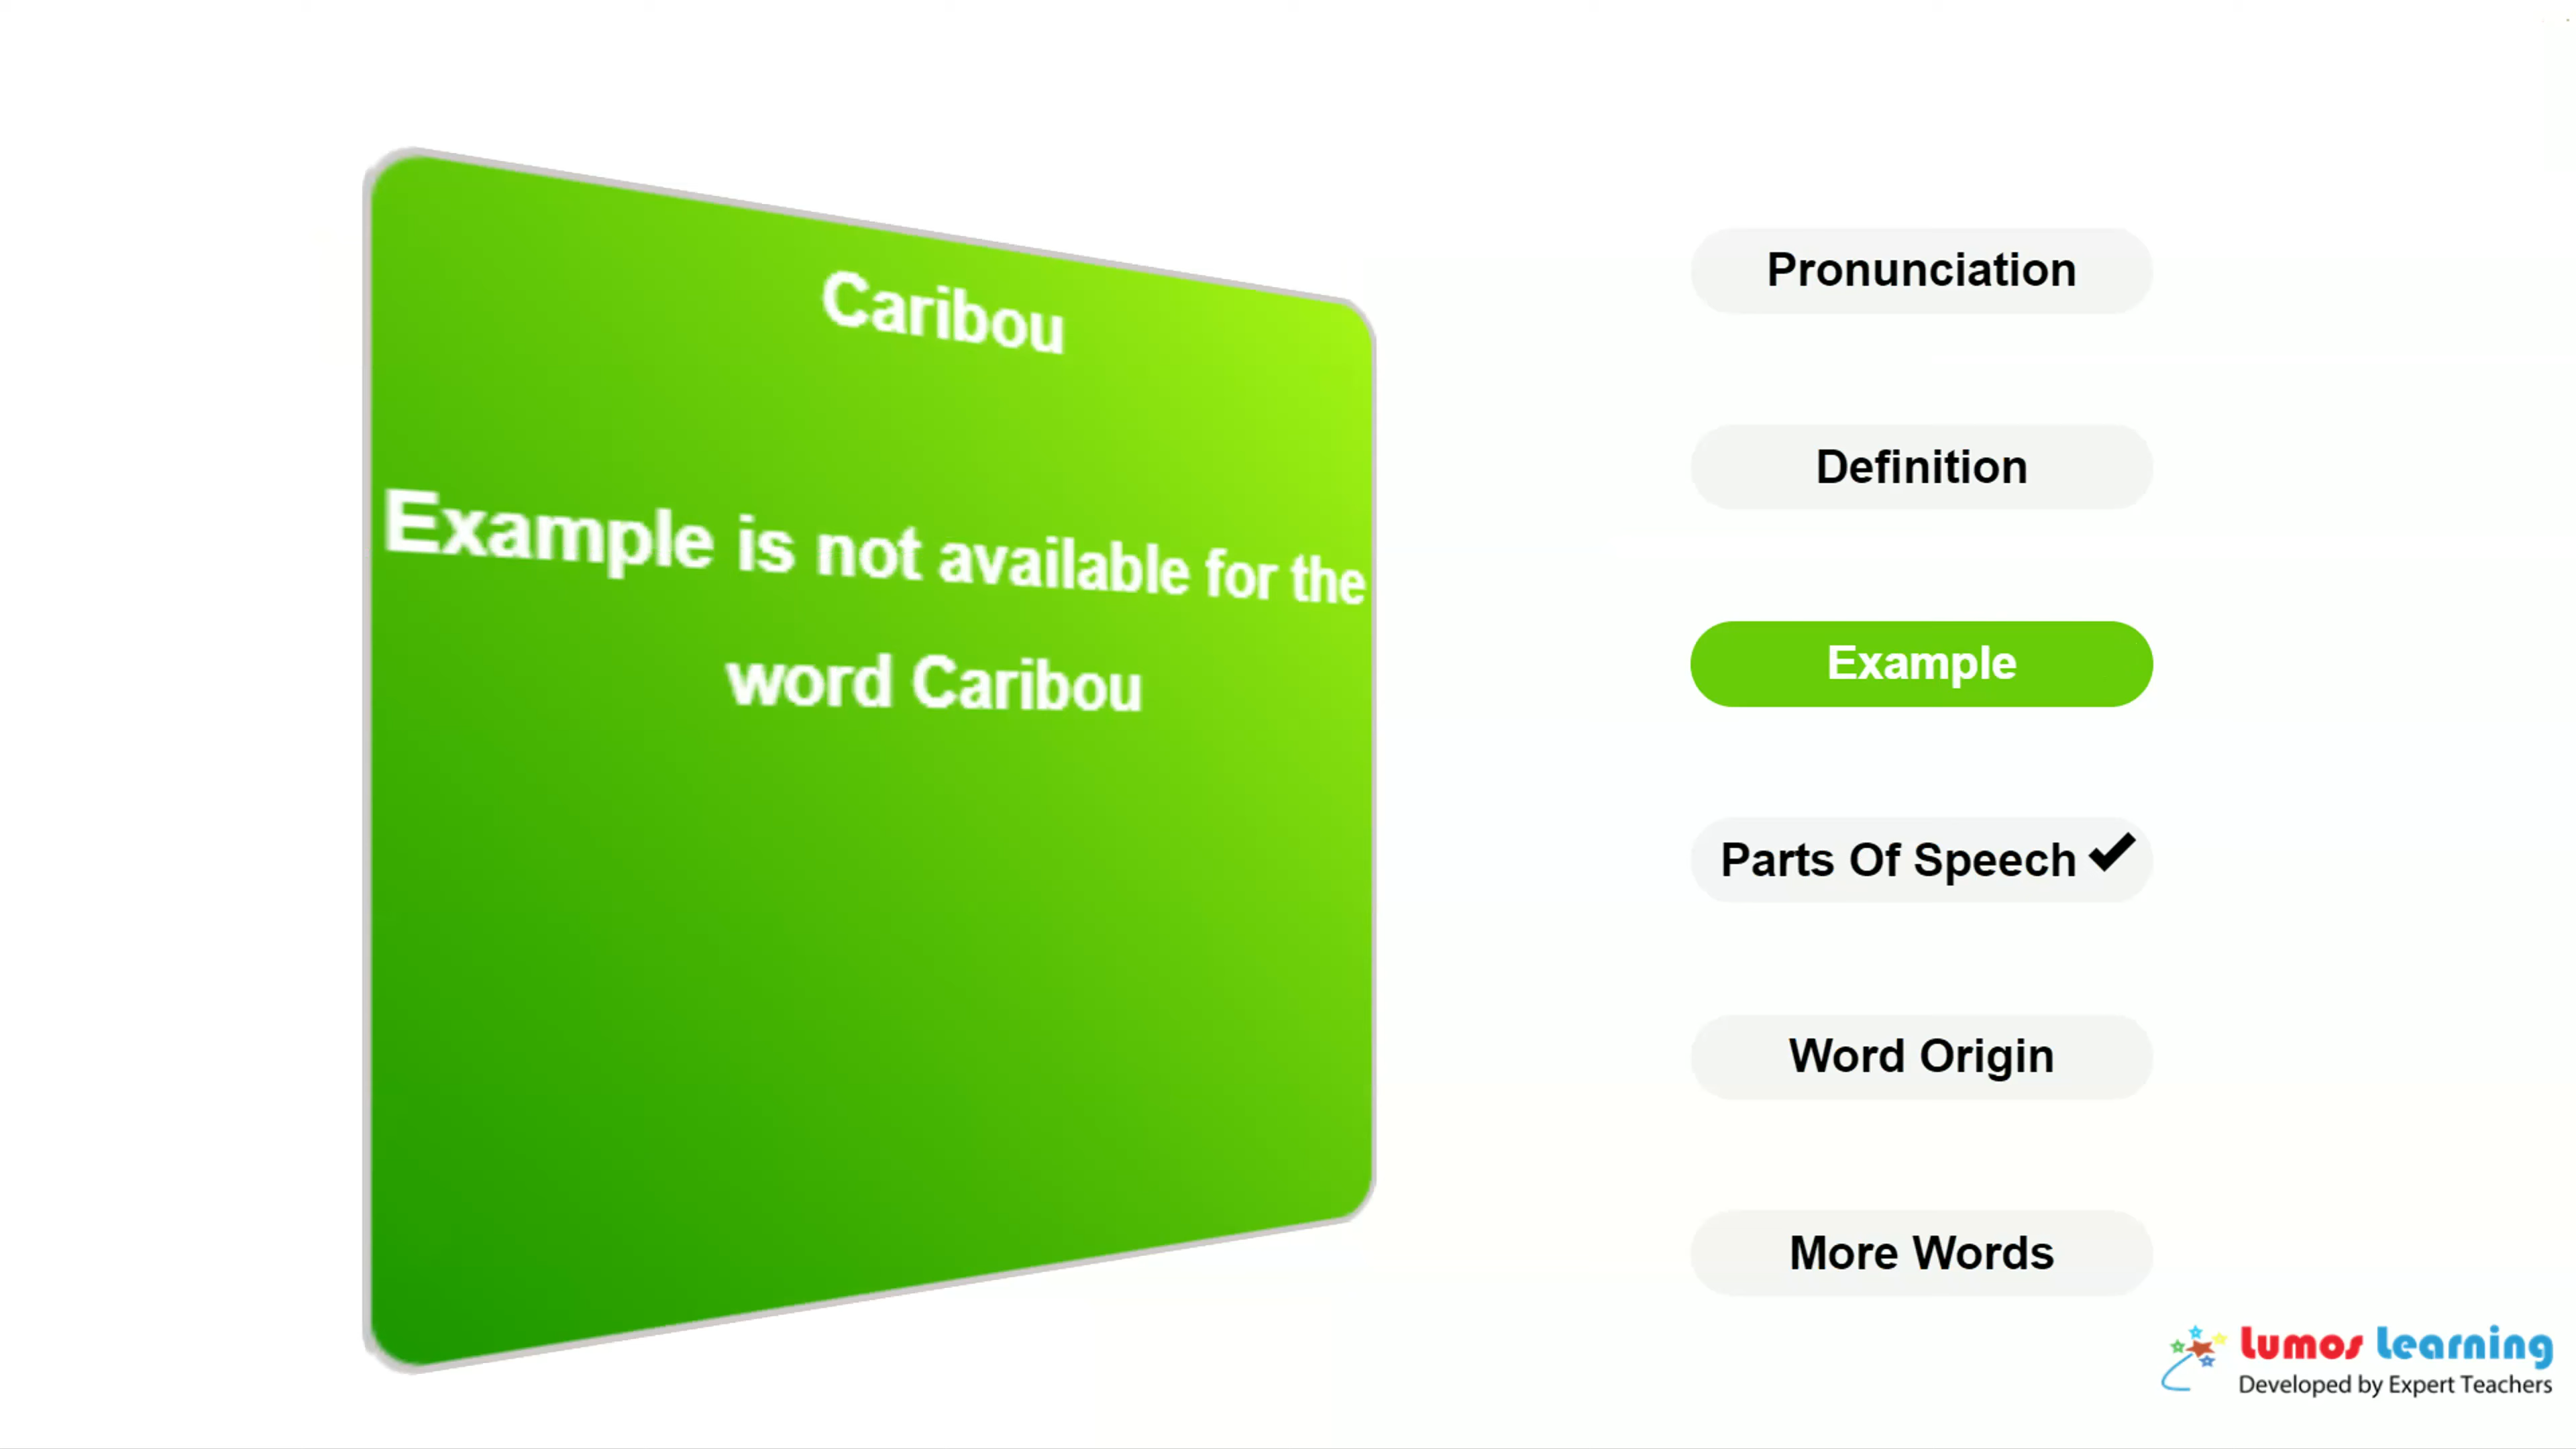 Caribou
Example is not available for the
word Caribou
Pronunciation
Definition
Example
Parts Of Speech
Word Origin
More Words
Lumos Learning
Developed by Expert Teachers